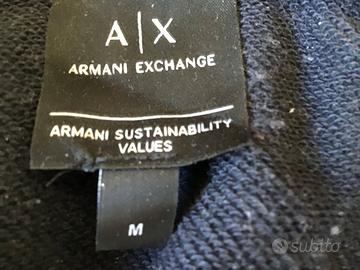 A|X
ARMANI EXCHANGE
ARMANI SUSTAINABILITY
VALUES
M
subito